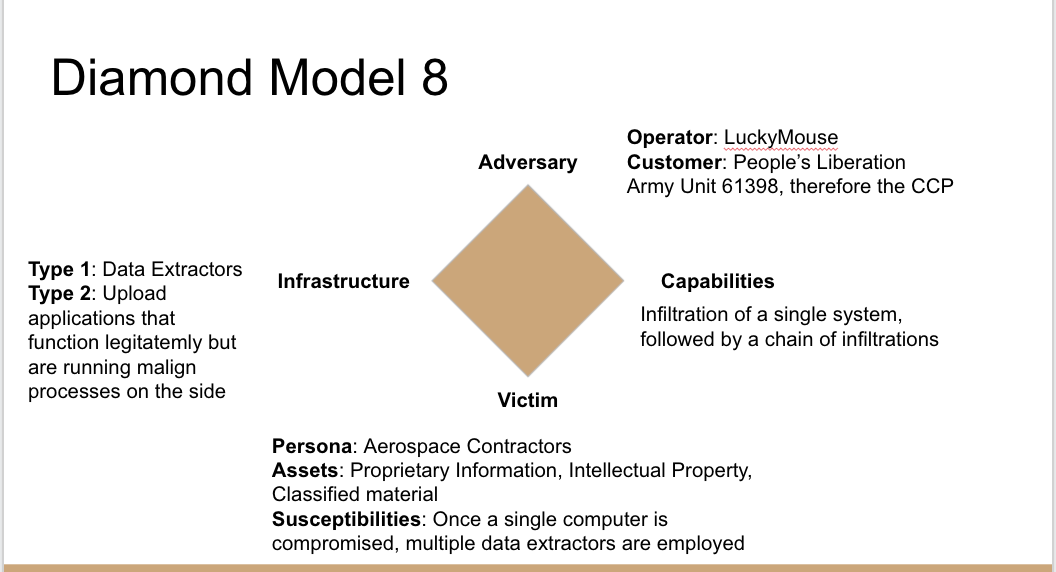 Diamond Model 8
Operator: LuckyMouse
Customer: People's Liberation
Army Unit 61398, therefore the CCP
Adversary
Type 1: Data Extractors
Type 2: Upload
applications that
function legitatemly but
are running malign
processes on the side
Infrastructure
Capabilities
Infiltration of a single system,
followed by a chain of infiltrations
Victim
Persona: Aerospace Contractors
Assets: Proprietary Information, Intellectual Property,
Classified material
Susceptibilities: Once a single computer is
compromised, multiple data extractors are employed